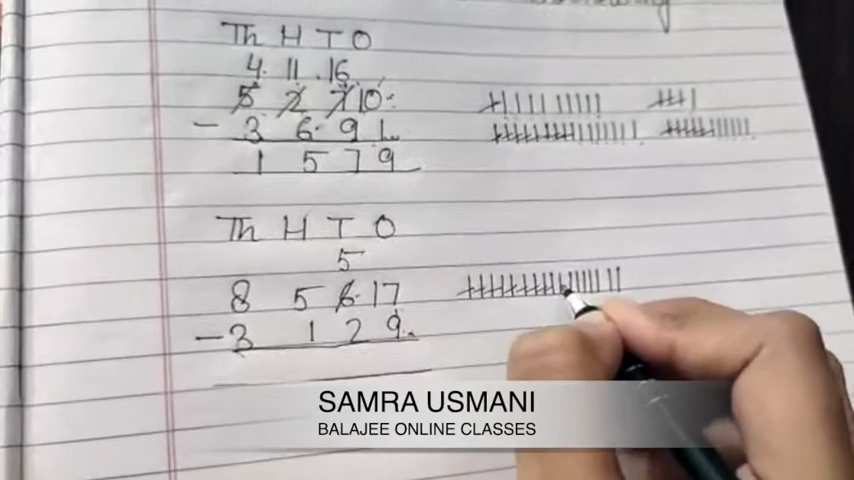 Th H T O
4 11 16
5 2 7 10
- 3 6 9 1
1 5 7 9
Th H T O
5
8 5 6 17
- 3 1 2 9
SAMRA USMANI
BALAJEE ONLINE CLASSES